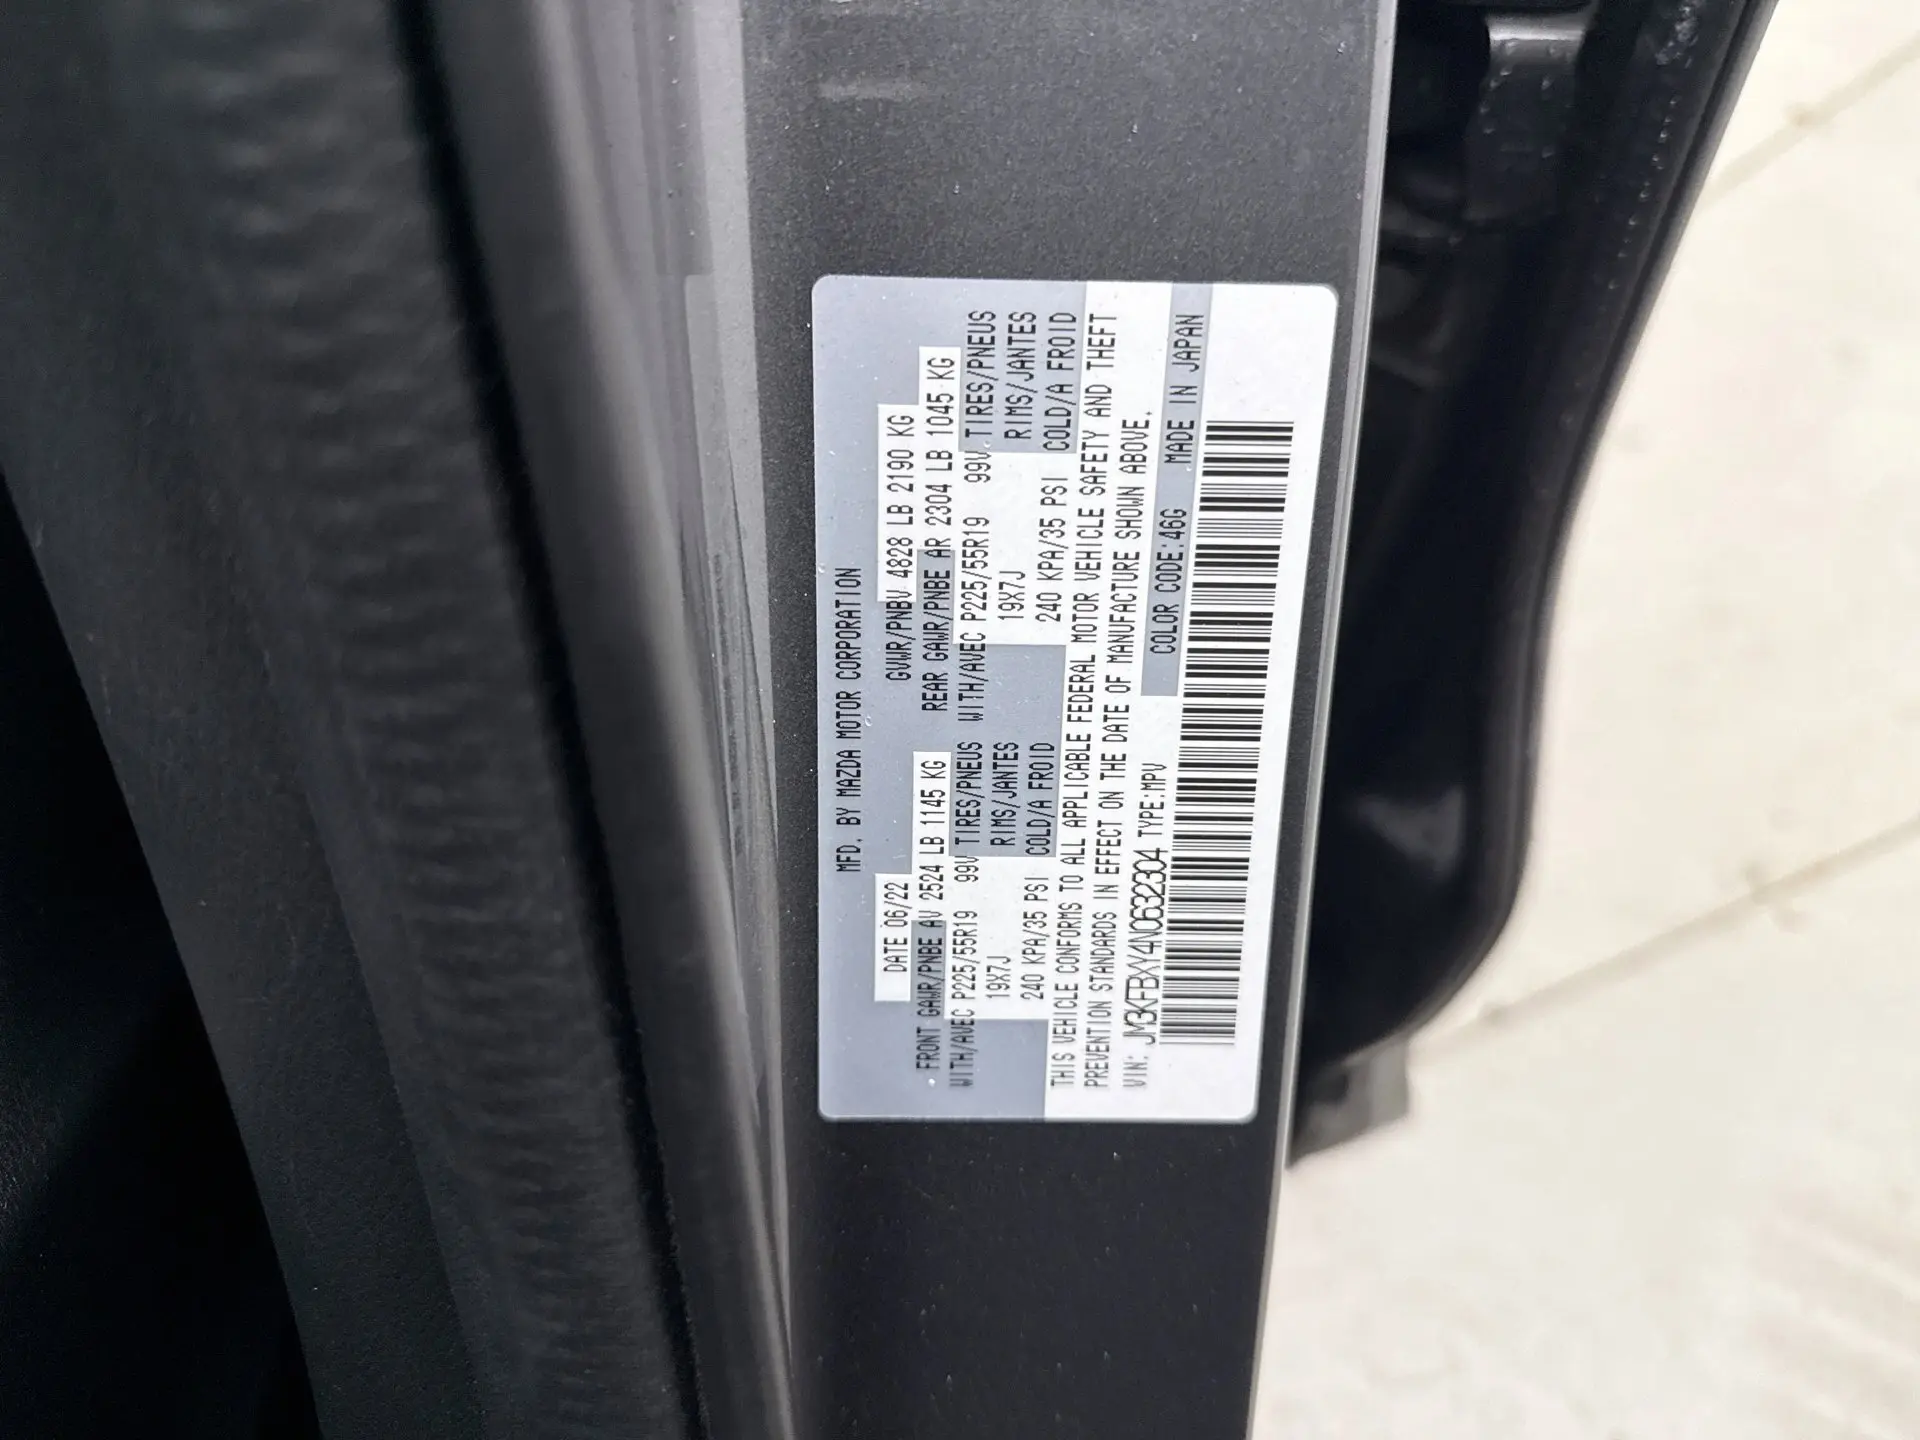 MFD. BY MAZDA MOTOR CORPORATION
DATE 06/22 GVWR/PNBV 4828 LB 2190 KG
FRONT GAWR/PNBE AV 2524 LB 1145 KG REAR GAWR/PNBE AR 2304 LB 1045 KG
WITH/AVEC P225/55R19 99V TIRES/PNEUS WITH/AVEC P225/55R19 99V TIRES/PNEUS
19X7J RIMS/JANTES 19X7J RIMS/JANTES
240 KPA/35 PSI COLD/A FROID 240 KPA/35 PSI COLD/A FROID
THIS VEHICLE CONFORMS TO ALL APPLICABLE FEDERAL MOTOR VEHICLE SAFETY AND THEFT
PREVENTION STANDARDS IN EFFECT ON THE DATE OF MANUFACTURE SHOWN ABOVE.
VIN: JM3KFBXY4N0632304 TYPE:MPV COLOR CODE:46G MADE IN JAPAN